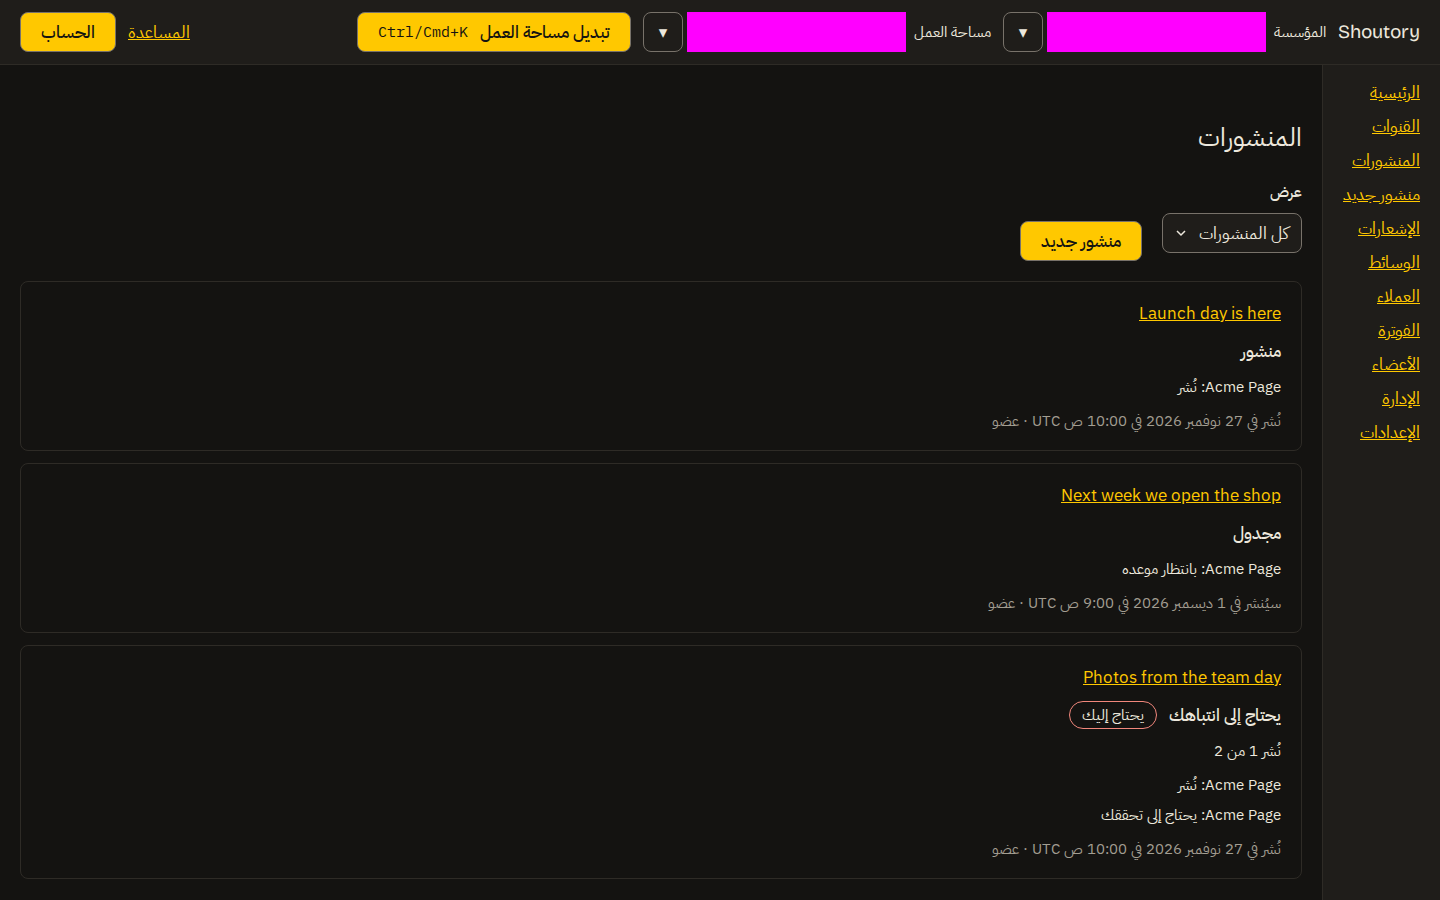 Shoutory المؤسسة ▼ مساحة العمل ▼ تبديل مساحة العمل Ctrl/Cmd+K المساعدة الحساب
الرئيسية
القنوات
المنشورات
منشور جديد
الإشعارات
الوسائط
العملاء
الفوترة
الأعضاء
الإدارة
الإعدادات
المنشورات
عرض
كل المنشورات منشور جديد
Launch day is here
منشور
Acme Page: نُشر
نُشر في 27 نوفمبر 2026 في 10:00 ص UTC · عضو
Next week we open the shop
مجدول
Acme Page: بانتظار موعده
سيُنشر في 1 ديسمبر 2026 في 9:00 ص UTC · عضو
Photos from the team day
يحتاج إلى انتباهك يحتاج إليك
نُشر 1 من 2
Acme Page: نُشر
Acme Page: يحتاج إلى تحققك
نُشر في 27 نوفمبر 2026 في 10:00 ص UTC · عضو